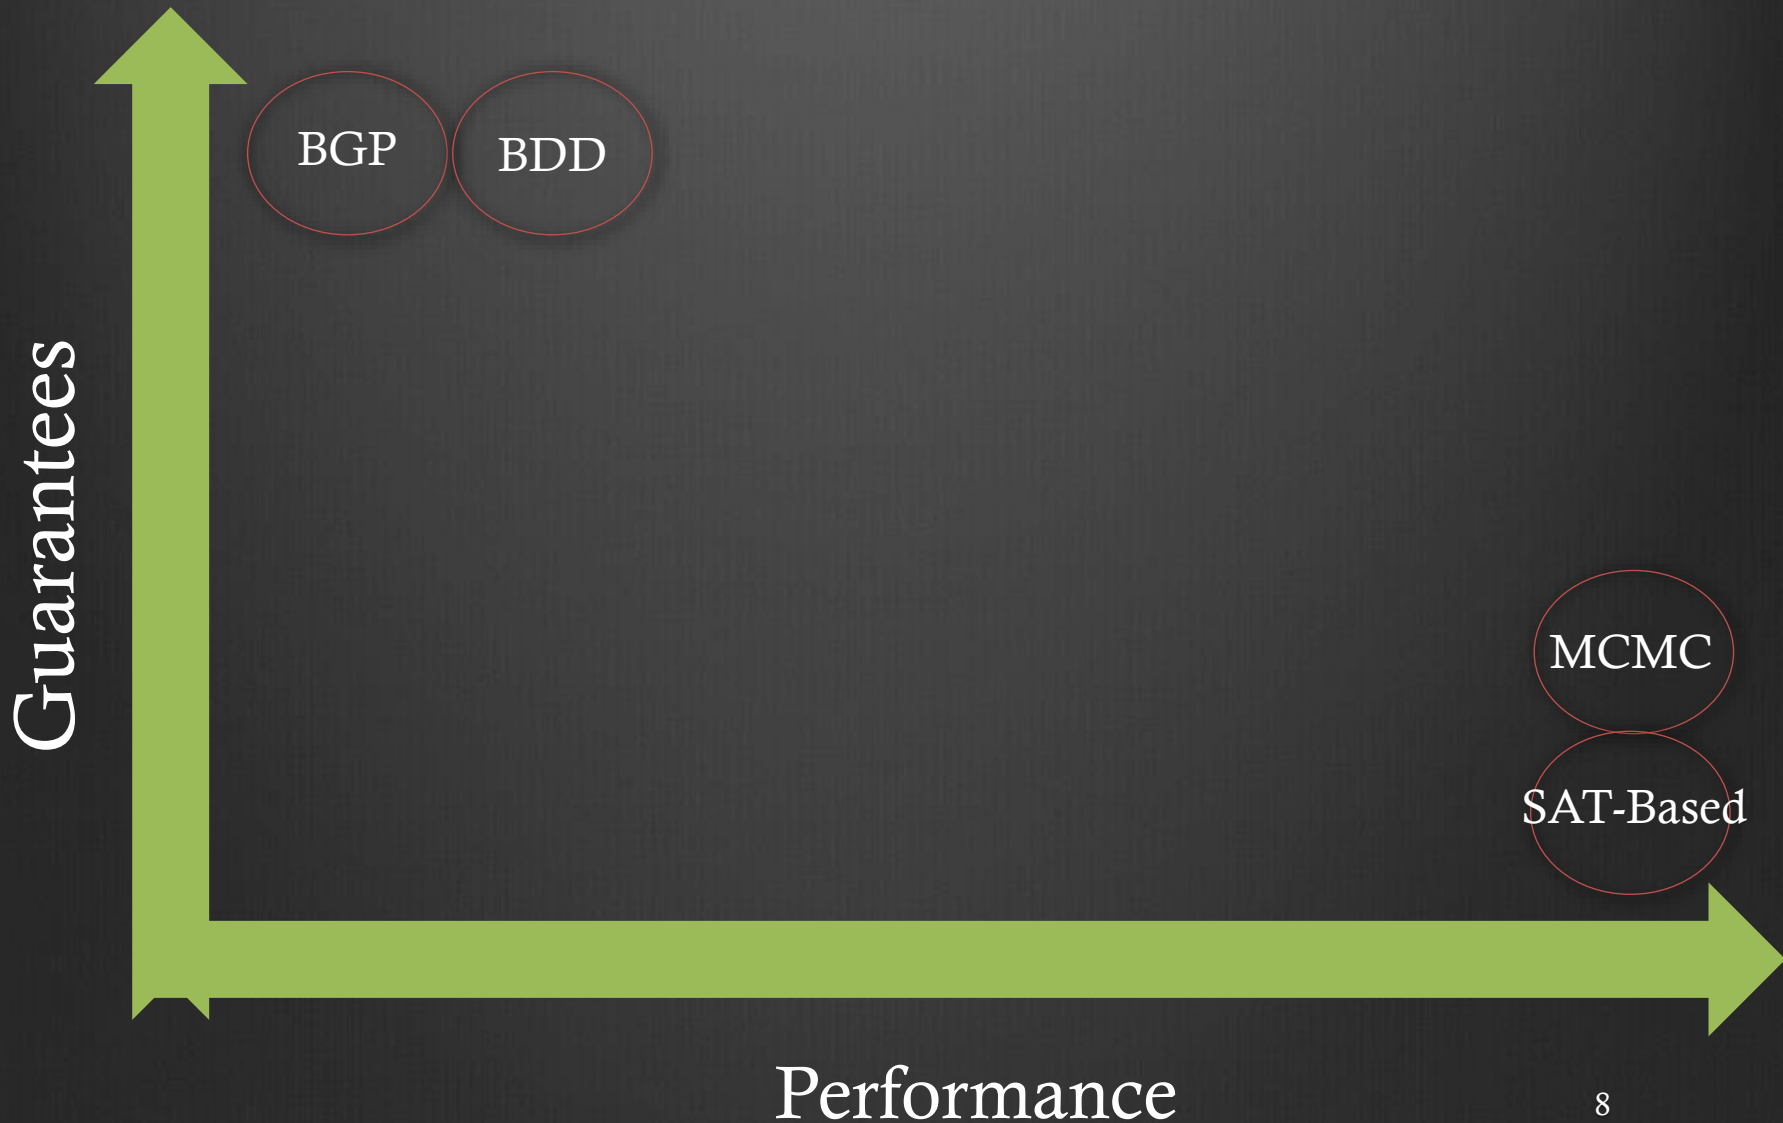 BGP
BDD
Guarantees
MCMC
SAT-Based
Performance
8